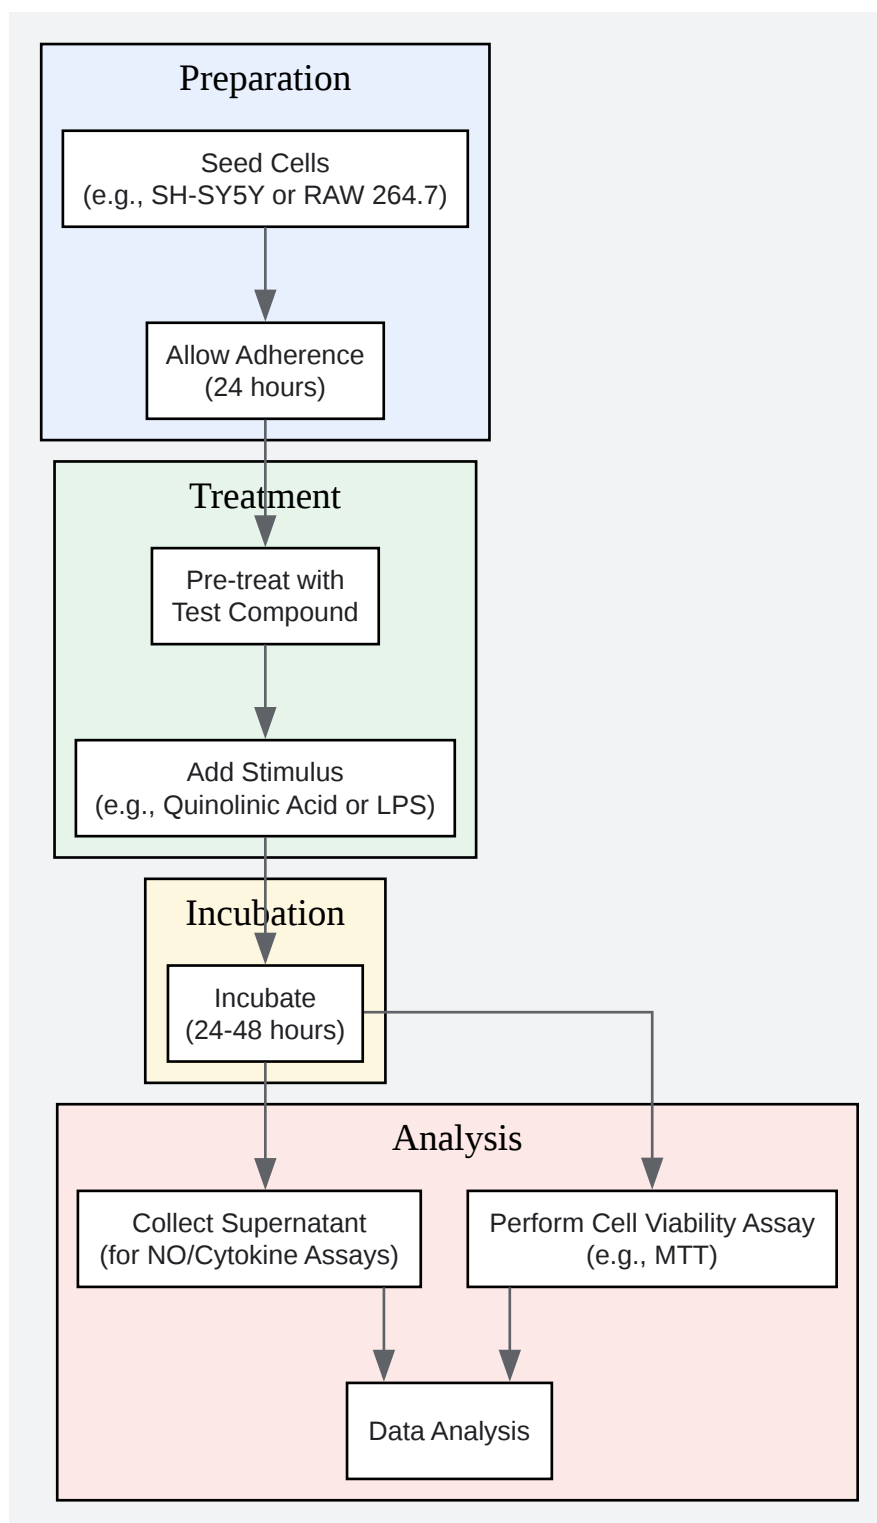 Preparation
Seed Cells
(e.g., SH-SY5Y or RAW 264.7)
Allow Adherence
(24 hours)
Treatment
Pre-treat with
Test Compound
Add Stimulus
(e.g., Quinolinic Acid or LPS)
Incubation
Incubate
(24-48 hours)
Analysis
Collect Supernatant
(for NO/Cytokine Assays)
Perform Cell Viability Assay
(e.g., MTT)
Data Analysis